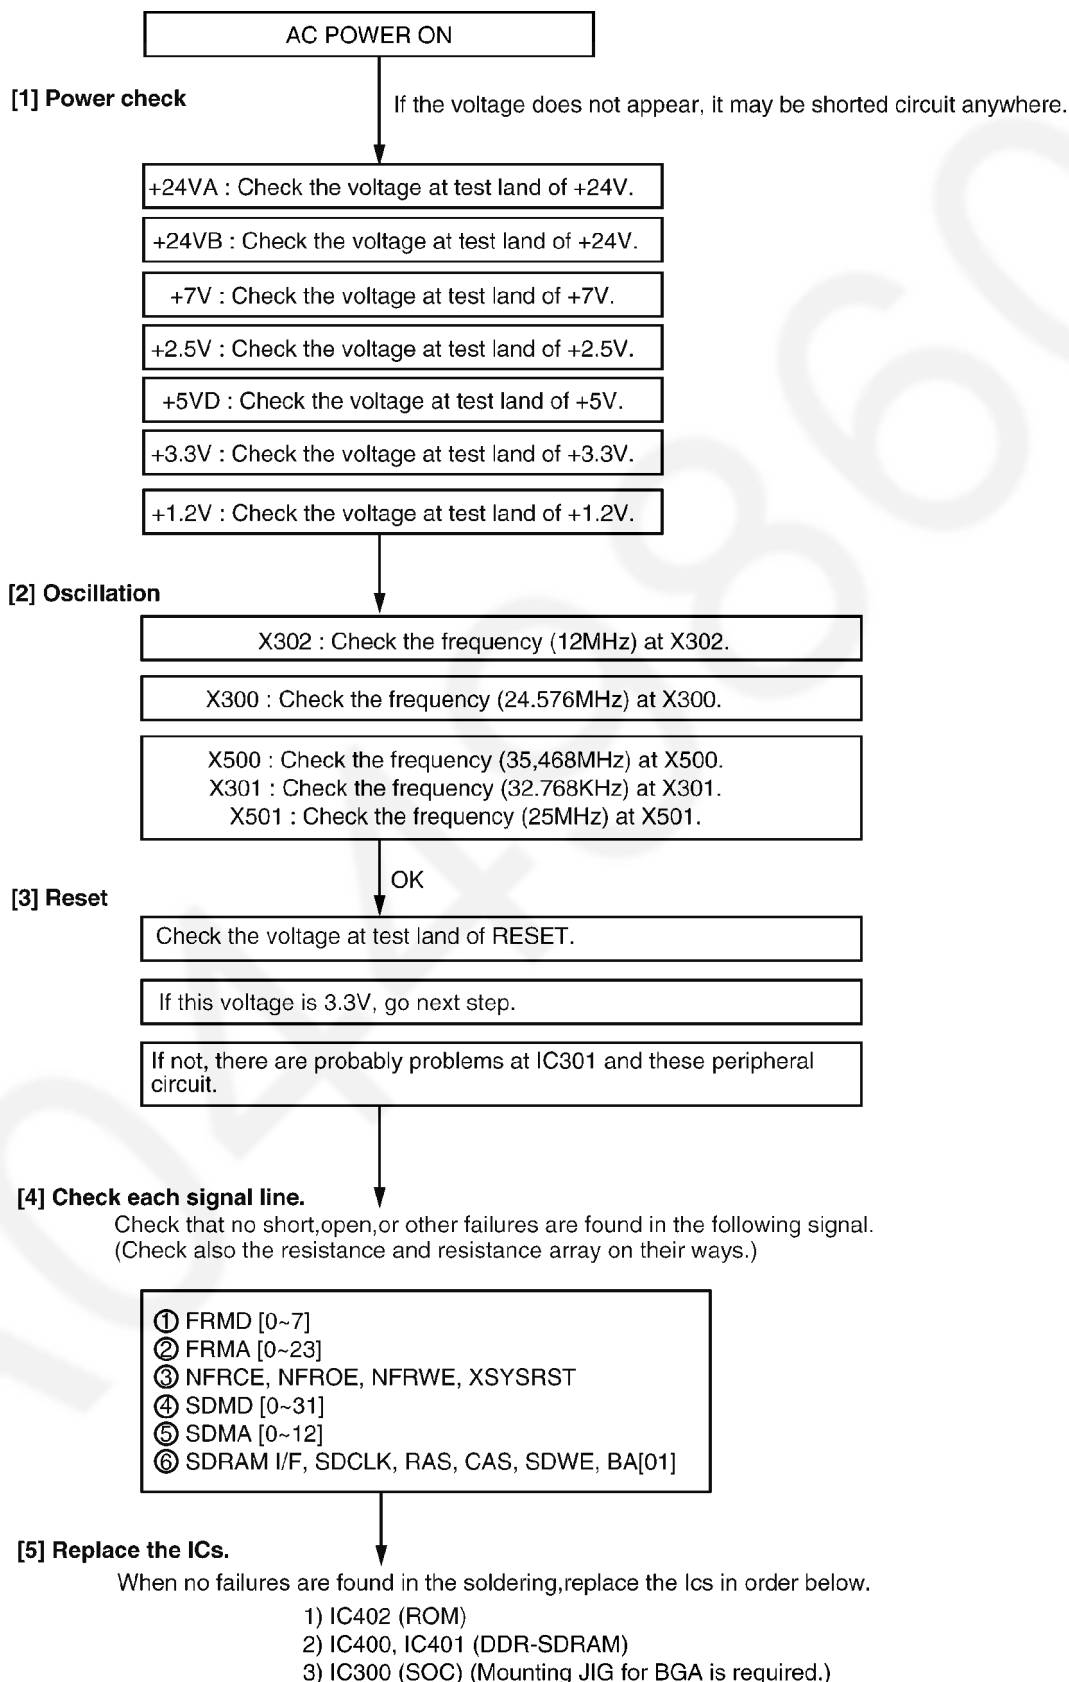 AC POWER ON
[1] Power check
If the voltage does not appear, it may be shorted circuit anywhere.
+24VA : Check the voltage at test land of +24V.
+24VB : Check the voltage at test land of +24V.
+7V : Check the voltage at test land of +7V.
+2.5V : Check the voltage at test land of +2.5V.
+5VD : Check the voltage at test land of +5V.
+3.3V : Check the voltage at test land of +3.3V.
+1.2V : Check the voltage at test land of +1.2V.
[2] Oscillation
X302 : Check the frequency (12MHz) at X302.
X300 : Check the frequency (24.576MHz) at X300.
X500 : Check the frequency (35,468MHz) at X500.
X301 : Check the frequency (32.768KHz) at X301.
X501 : Check the frequency (25MHz) at X501.
OK
[3] Reset
Check the voltage at test land of RESET.
If this voltage is 3.3V, go next step.
If not, there are probably problems at IC301 and these peripheral
circuit.
[4] Check each signal line.
Check that no short,open,or other failures are found in the following signal.
(Check also the resistance and resistance array on their ways.)
① FRMD [0~7]
② FRMA [0~23]
③ NFRCE, NFROE, NFRWE, XSYSRST
④ SDMD [0~31]
⑤ SDMA [0~12]
⑥ SDRAM I/F, SDCLK, RAS, CAS, SDWE, BA[01]
[5] Replace the ICs.
When no failures are found in the soldering,replace the Ics in order below.
1) IC402 (ROM)
2) IC400, IC401 (DDR-SDRAM)
3) IC300 (SOC) (Mounting JIG for BGA is required.)